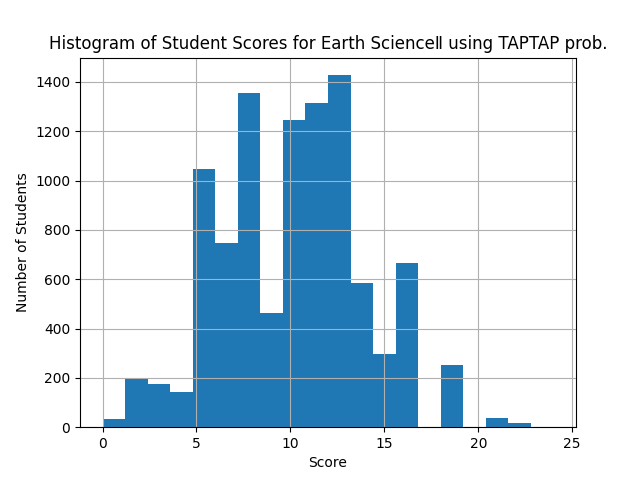 Histogram of Student Scores for Earth ScienceⅡ using TAPTAP prob.
Number of Students
1400
1200
1000
800
600
400
200
0
0 5 10 15 20 25
Score